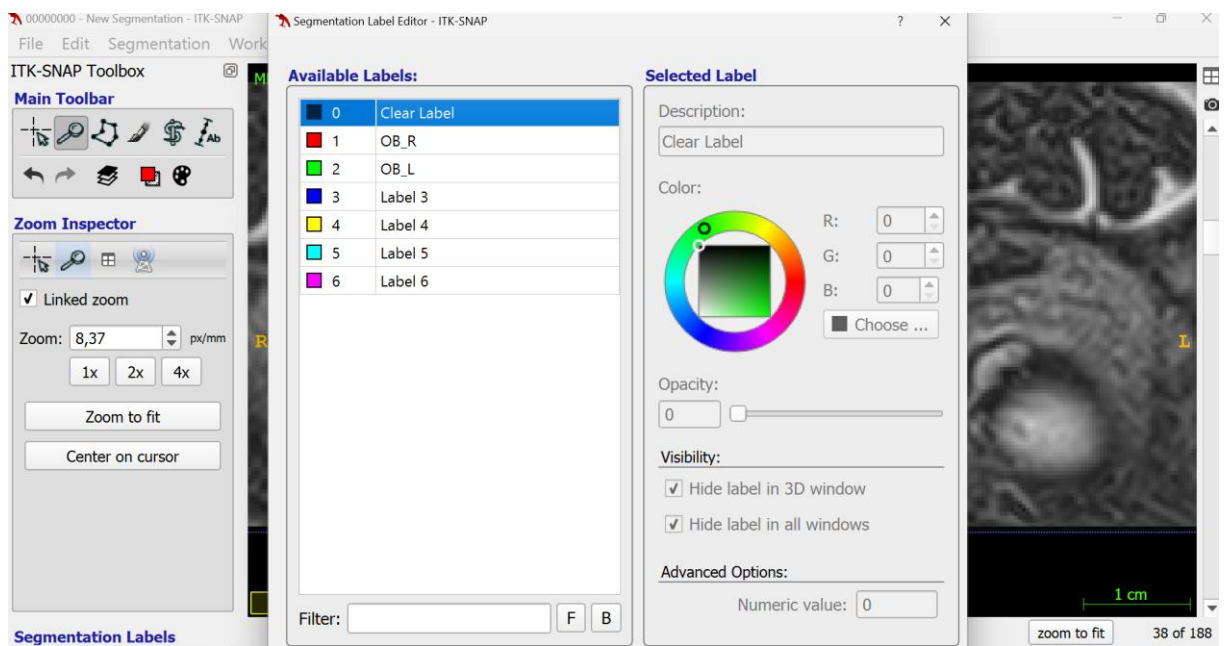 00000000 - New Segmentation - ITK-SNAP
Segmentation Label Editor - ITK-SNAP
?
File Edit Segmentation Work
ITK-SNAP Toolbox
Main Toolbar
Ab
Zoom Inspector
Linked zoom
Zoom: 8,37 px/mm
1x 2x 4x
Zoom to fit
Center on cursor
Segmentation Labels
Available Labels:
0 Clear Label
1 OB_R
2 OB_L
3 Label 3
4 Label 4
5 Label 5
6 Label 6
Filter: F B
Selected Label
Description:
Clear Label
Color:
R: 0
G: 0
B: 0
Choose ...
Opacity:
0
Visibility:
Hide label in 3D window
Hide label in all windows
Advanced Options:
Numeric value: 0
R
L
1 cm
zoom to fit 38 of 188